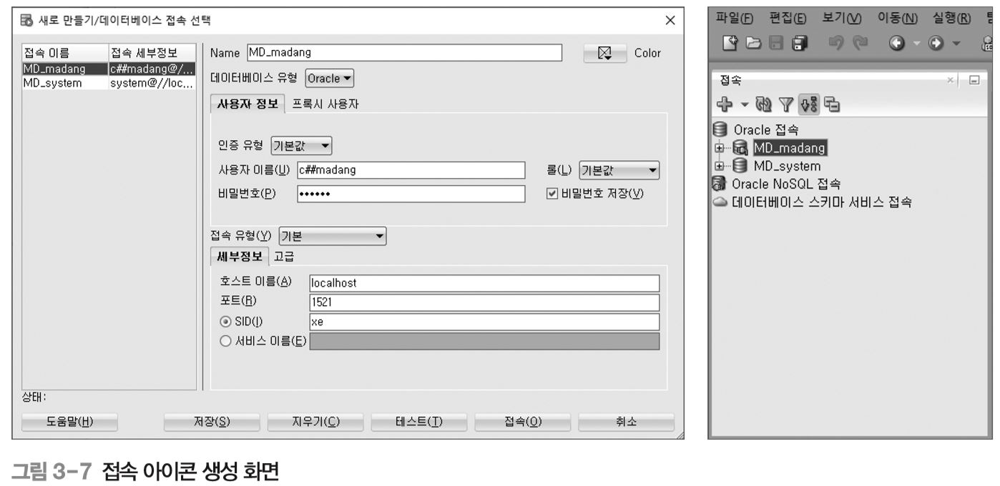 새로 만들기/데이터베이스 접속 선택
접속 이름 접속 세부정보
MD_madang c##madang@/...
MD_system system@//loc...
Name MD_madang Color
데이터베이스 유형 Oracle
사용자 정보 프록시 사용자
인증 유형 기본값
사용자 이름(U) c##madang 롤(L) 기본값
비밀번호(P) •••••• 비밀번호 저장(V)
접속 유형(Y) 기본
세부정보 고급
호스트 이름(A) localhost
포트(R) 1521
SID(I) xe
서비스 이름(E)
상태:
도움말(H) 저장(S) 지우기(C) 테스트(T) 접속(O) 취소
파일(F) 편집(E) 보기(V) 이동(N) 실행(R)
접속
Oracle 접속
MD_madang
MD_system
Oracle NoSQL 접속
데이터베이스 스키마 서비스 접속
그림 3-7 접속 아이콘 생성 화면